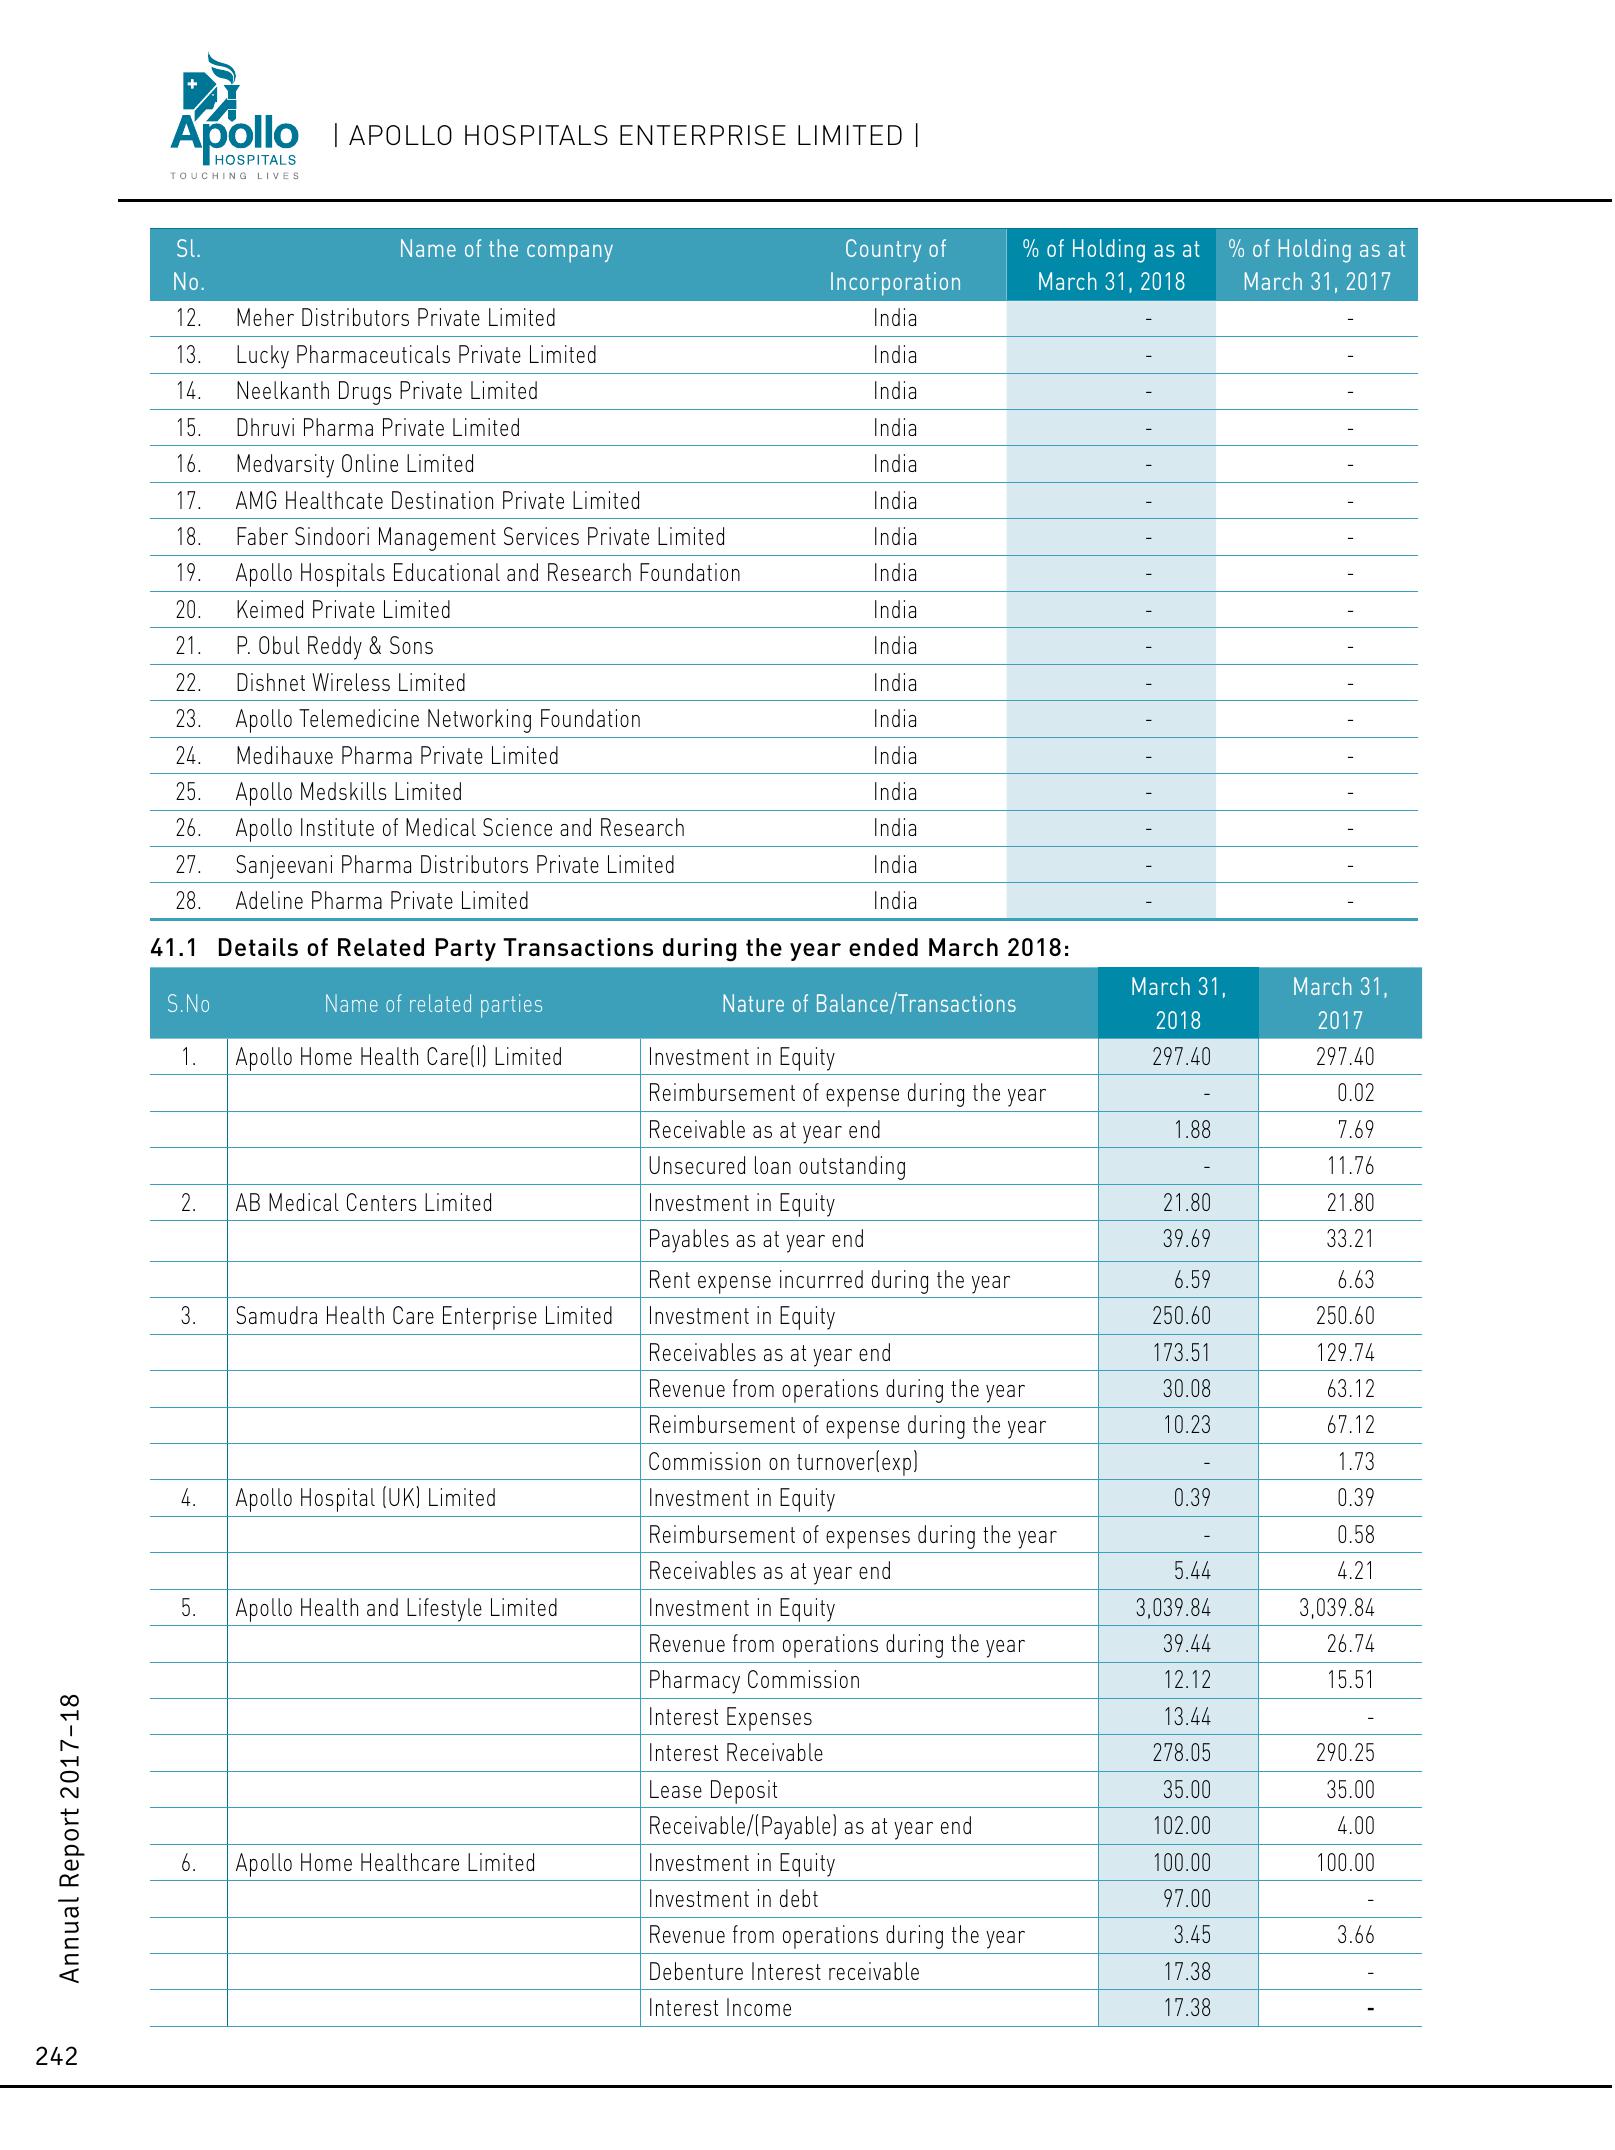 Apollo
HOSPITALS
TOUCHING LIVES
| APOLLO HOSPITALS ENTERPRISE LIMITED |
Sl. No. Name of the company Country of Incorporation % of Holding as at March 31, 2018 % of Holding as at March 31, 2017
12. Meher Distributors Private Limited India - -
13. Lucky Pharmaceuticals Private Limited India - -
14. Neelkanth Drugs Private Limited India - -
15. Dhruvi Pharma Private Limited India - -
16. Medvarsity Online Limited India - -
17. AMG Healthcate Destination Private Limited India - -
18. Faber Sindoori Management Services Private Limited India - -
19. Apollo Hospitals Educational and Research Foundation India - -
20. Keimed Private Limited India - -
21. P. Obul Reddy & Sons India - -
22. Dishnet Wireless Limited India - -
23. Apollo Telemedicine Networking Foundation India - -
24. Medihauxe Pharma Private Limited India - -
25. Apollo Medskills Limited India - -
26. Apollo Institute of Medical Science and Research India - -
27. Sanjeevani Pharma Distributors Private Limited India - -
28. Adeline Pharma Private Limited India - -
41.1 Details of Related Party Transactions during the year ended March 2018:
S.No Name of related parties Nature of Balance/Transactions March 31, 2018 March 31, 2017
1. Apollo Home Health Care(I) Limited Investment in Equity 297.40 297.40
Reimbursement of expense during the year - 0.02
Receivable as at year end 1.88 7.69
Unsecured loan outstanding - 11.76
2. AB Medical Centers Limited Investment in Equity 21.80 21.80
Payables as at year end 39.69 33.21
Rent expense incurrred during the year 6.59 6.63
3. Samudra Health Care Enterprise Limited Investment in Equity 250.60 250.60
Receivables as at year end 173.51 129.74
Revenue from operations during the year 30.08 63.12
Reimbursement of expense during the year 10.23 67.12
Commission on turnover(exp) - 1.73
4. Apollo Hospital (UK) Limited Investment in Equity 0.39 0.39
Reimbursement of expenses during the year - 0.58
Receivables as at year end 5.44 4.21
5. Apollo Health and Lifestyle Limited Investment in Equity 3,039.84 3,039.84
Revenue from operations during the year 39.44 26.74
Pharmacy Commission 12.12 15.51
Interest Expenses 13.44 -
Interest Receivable 278.05 290.25
Lease Deposit 35.00 35.00
Receivable/(Payable) as at year end 102.00 4.00
6. Apollo Home Healthcare Limited Investment in Equity 100.00 100.00
Investment in debt 97.00 -
Revenue from operations during the year 3.45 3.66
Debenture Interest receivable 17.38 -
Interest Income 17.38 -
Annual Report 2017–18
242